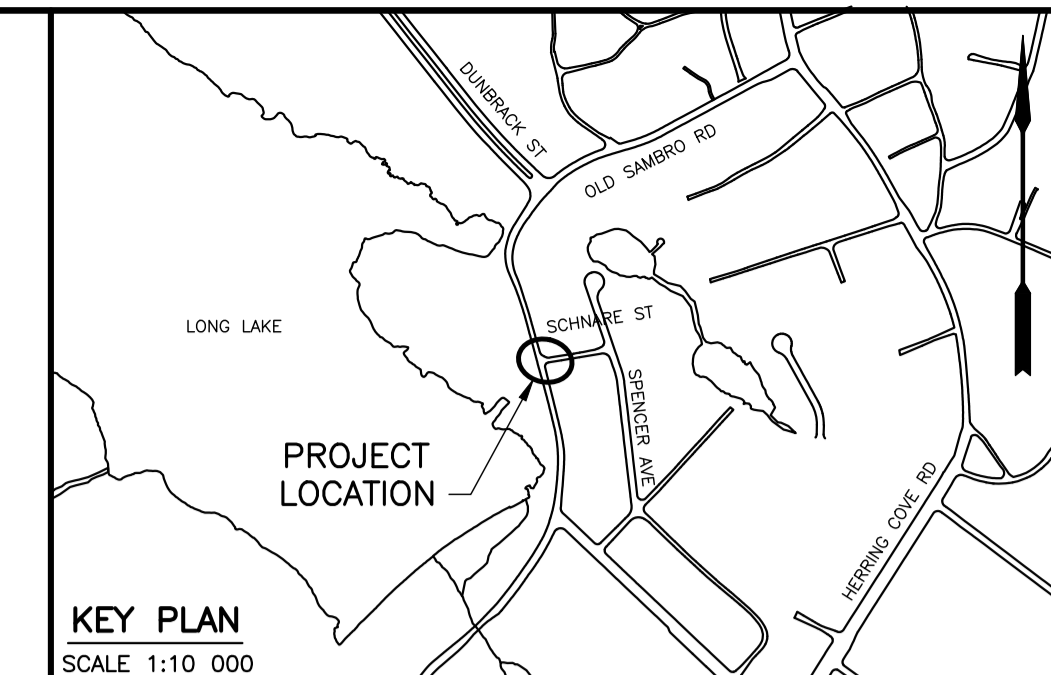 DUNBRACK ST
OLD SAMBRO RD
LONG LAKE
SCHNARE ST
SPENCER AVE
PROJECT
LOCATION
HERRING COVE RD
KEY PLAN
SCALE 1:10 000